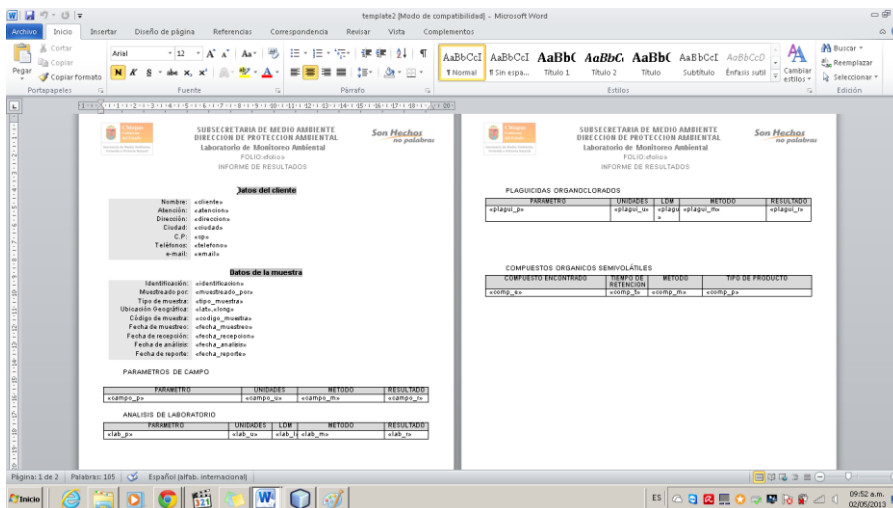 template2 [Modo de compatibilidad] - Microsoft Word
Archivo Inicio Insertar Diseño de página Referencias Correspondencia Revisar Vista Complementos
Pegar
Cortar
Copiar
Copiar formato
Portapapeles
Arial 12
Fuente
Párrafo
AaBbCcI AaBbCcI AaBb( AaBbC AaBb( AaBbCcI AaBbCcD
¶ Normal ¶ Sin espa... Título 1 Título 2 Título Subtítulo Énfasis sutil
Cambiar estilos
Estilos
Buscar
Reemplazar
Seleccionar
Edición
Chiapas
SUBSECRETARIA DE MEDIO AMBIENTE
DIRECCION DE PROTECCION AMBIENTAL
Laboratorio de Monitoreo Ambiental
FOLIO:«folio»
INFORME DE RESULTADOS
Son Hechos
no palabras
Datos del cliente
Nombre: «cliente»
Atención: «atencion»
Dirección: «direccion»
Ciudad: «ciudad»
C.P: «cp»
Teléfonos: «telefono»
e-mail: «email»
Datos de la muestra
Identificación: «identificacion»
Muestreado por: «muestreado_por»
Tipo de muestra: «tipo_muestra»
Ubicación Geográfica: «lat»,«long»
Código de muestra: «codigo_muestra»
Fecha de muestreo: «fecha_muestreo»
Fecha de recepción: «fecha_recepcion»
Fecha de análisis: «fecha_analisis»
Fecha de reporte: «fecha_reporte»
PARAMETROS DE CAMPO
PARAMETRO UNIDADES METODO RESULTADO
«campo_p» «campo_u» «campo_m» «campo_r»
ANALISIS DE LABORATORIO
PARAMETRO UNIDADES LDM METODO RESULTADO
«lab_p» «lab_u» «lab_l» «lab_m» «lab_r»
Chiapas
SUBSECRETARIA DE MEDIO AMBIENTE
DIRECCION DE PROTECCION AMBIENTAL
Laboratorio de Monitoreo Ambiental
FOLIO:«folio»
INFORME DE RESULTADOS
Son Hechos
no palabras
PLAGUICIDAS ORGANOCLORADOS
PARAMETRO UNIDADES LDM METODO RESULTADO
«plagui_p» «plagui_u» «plagui_m» «plagui_r»
COMPUESTOS ORGANICOS SEMIVOLÁTILES
COMPUESTO ENCONTRADO TIEMPO DE RETENCION METODO TIPO DE PRODUCTO
«comp_e» «comp_t» «comp_m» «comp_p»
Página: 1 de 2 Palabras: 105 Español (alfab. internacional)
Inicio
ES
09:52 a.m.
02/05/2013